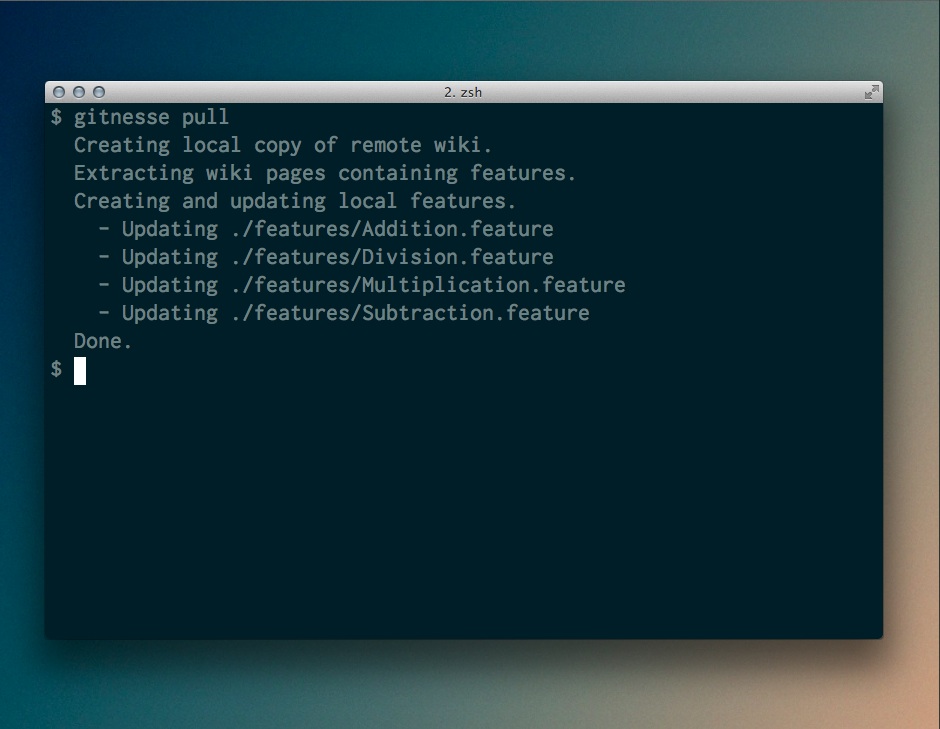 2. zsh
$ gitnesse pull
Creating local copy of remote wiki.
Extracting wiki pages containing features.
Creating and updating local features.
- Updating ./features/Addition.feature
- Updating ./features/Division.feature
- Updating ./features/Multiplication.feature
- Updating ./features/Subtraction.feature
Done.
$